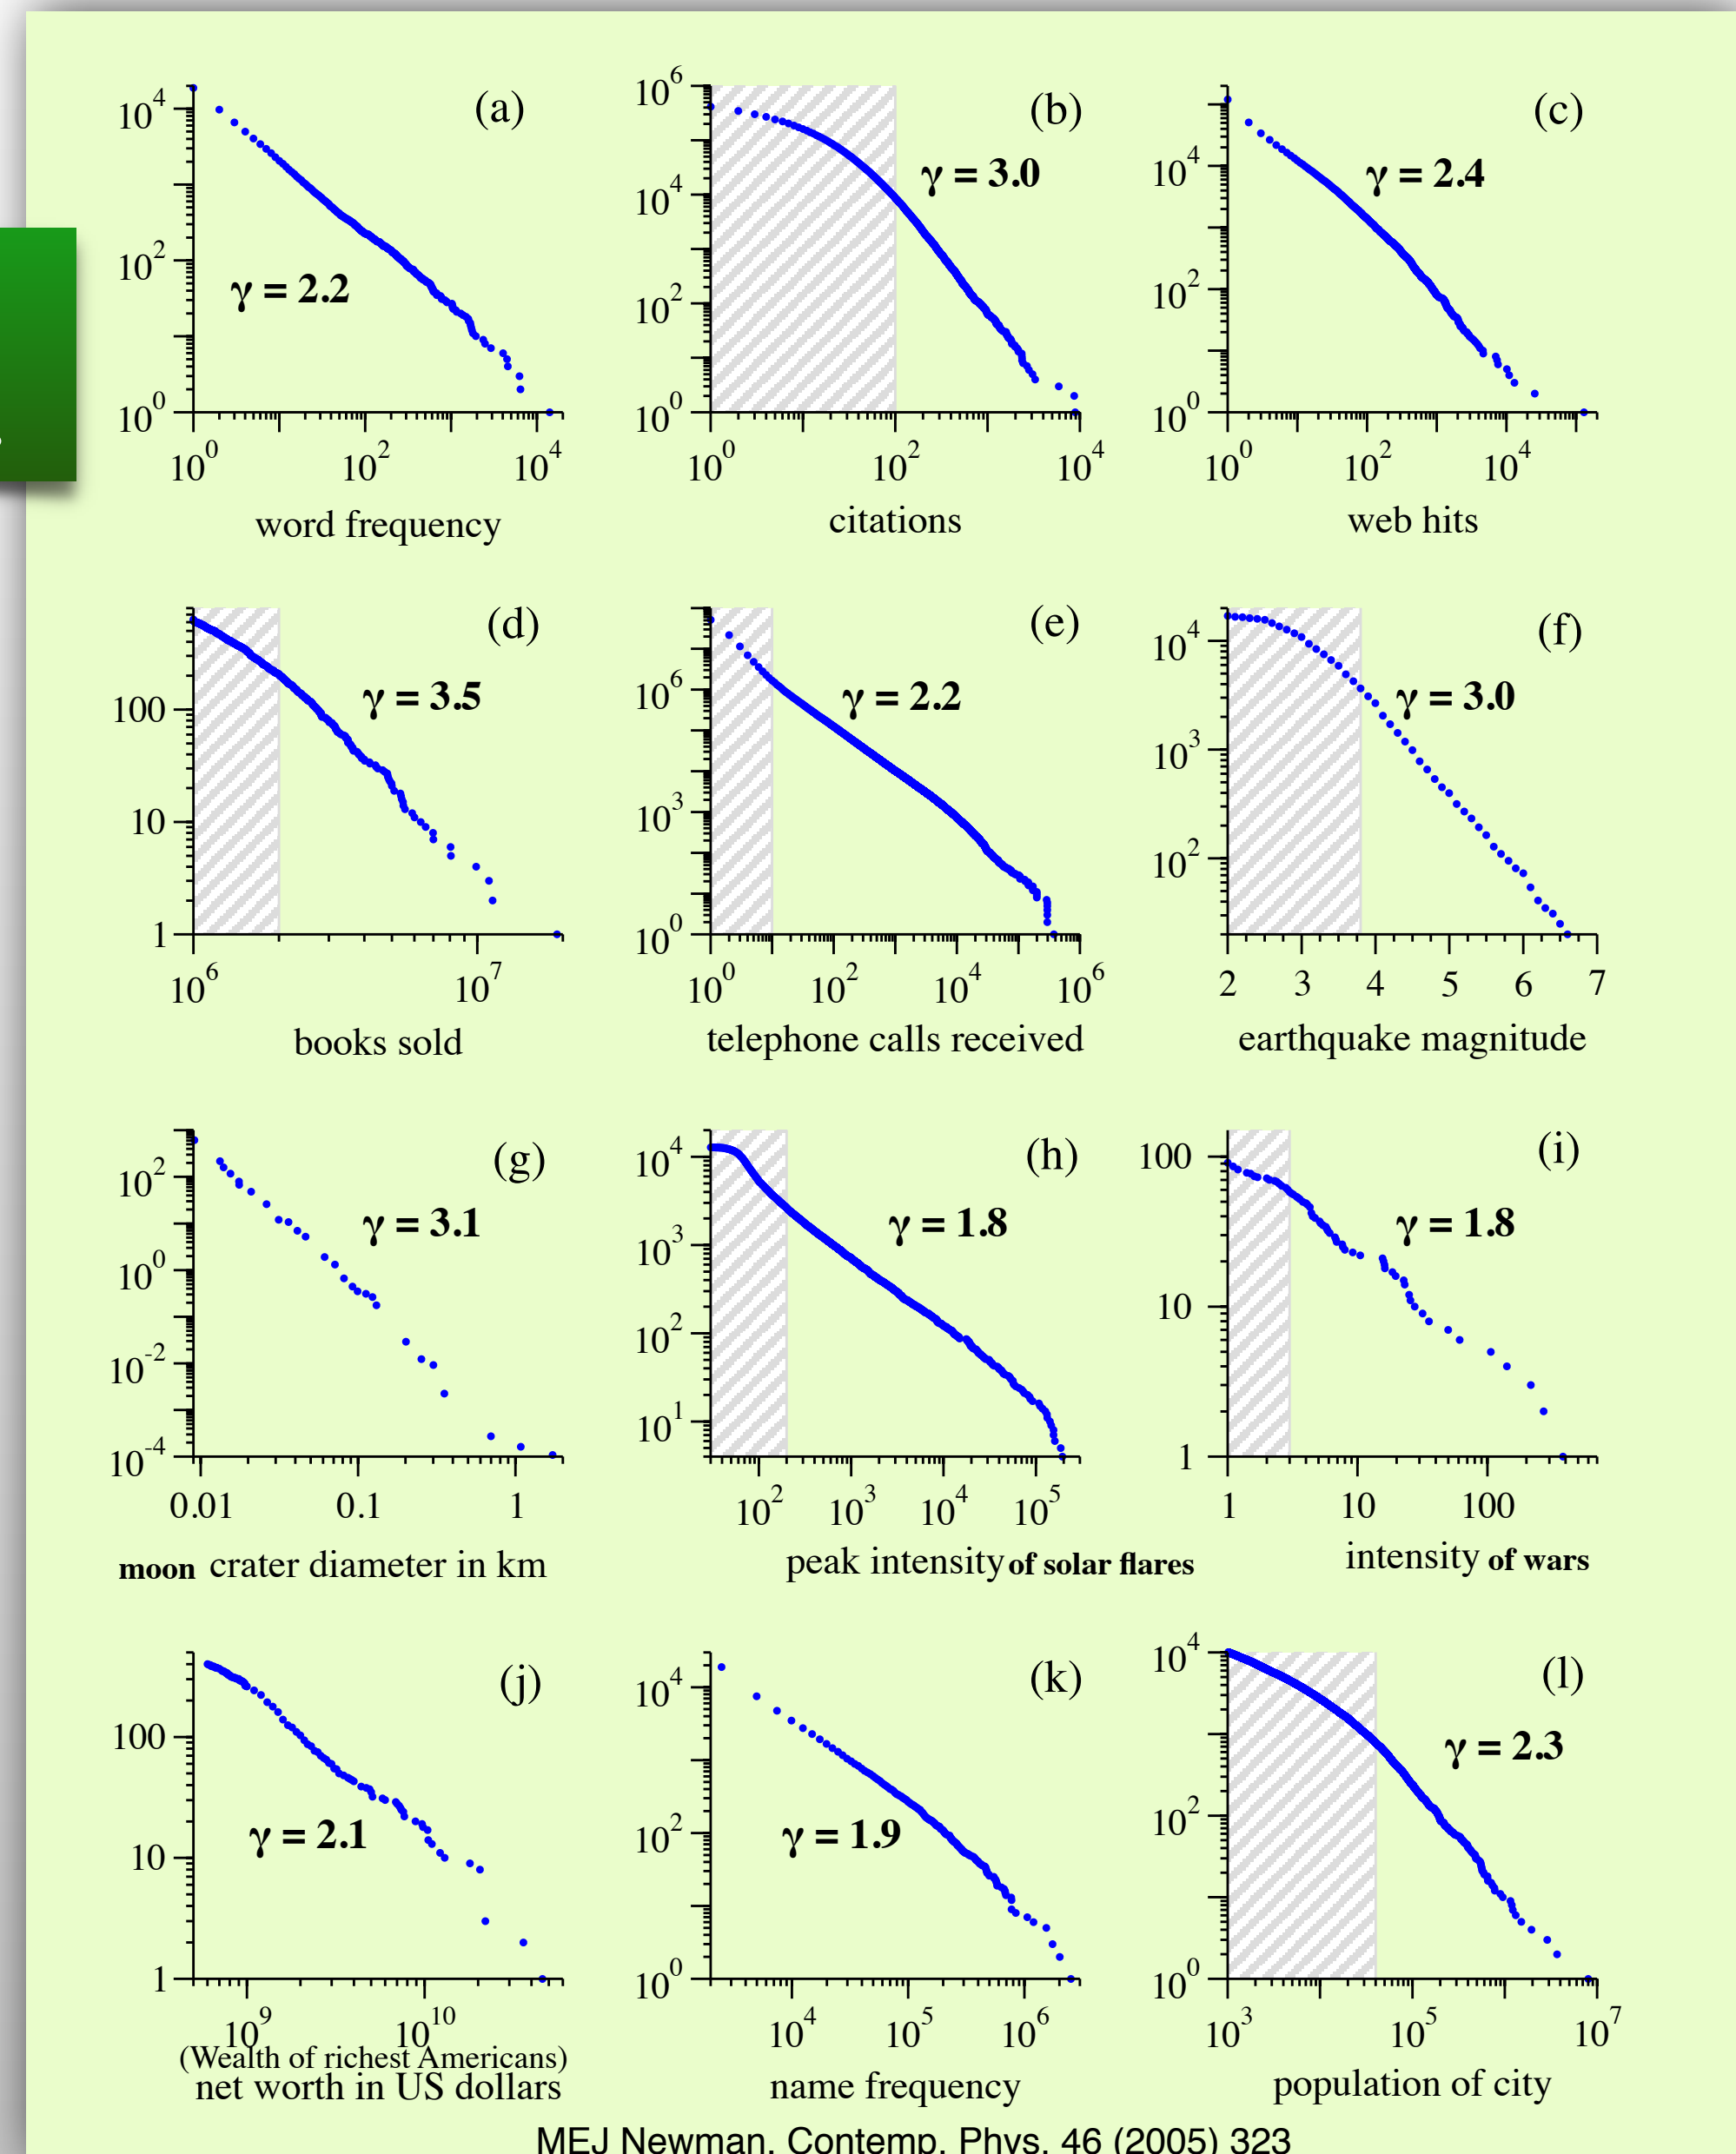 (a)
10^4
10^2
10^0
γ = 2.2
10^0 10^2 10^4
word frequency
(b)
10^6
10^4
10^2
10^0
γ = 3.0
10^0 10^2 10^4
citations
(c)
10^4
10^2
10^0
γ = 2.4
10^0 10^2 10^4
web hits
(d)
100
10
1
γ = 3.5
10^6 10^7
books sold
(e)
10^6
10^3
10^0
γ = 2.2
10^0 10^2 10^4 10^6
telephone calls received
(f)
10^4
10^3
10^2
γ = 3.0
2 3 4 5 6 7
earthquake magnitude
(g)
10^2
10^0
10^-2
10^-4
γ = 3.1
0.01 0.1 1
moon crater diameter in km
(h)
10^4
10^3
10^2
10^1
γ = 1.8
10^2 10^3 10^4 10^5
peak intensity of solar flares
(i)
100
10
1
γ = 1.8
1 10 100
intensity of wars
(j)
100
10
1
γ = 2.1
10^9 10^10
(Wealth of richest Americans)
net worth in US dollars
(k)
10^4
10^2
10^0
γ = 1.9
10^4 10^5 10^6
name frequency
(l)
10^4
10^2
10^0
γ = 2.3
10^3 10^5 10^7
population of city
MEJ Newman, Contemp. Phys. 46 (2005) 323